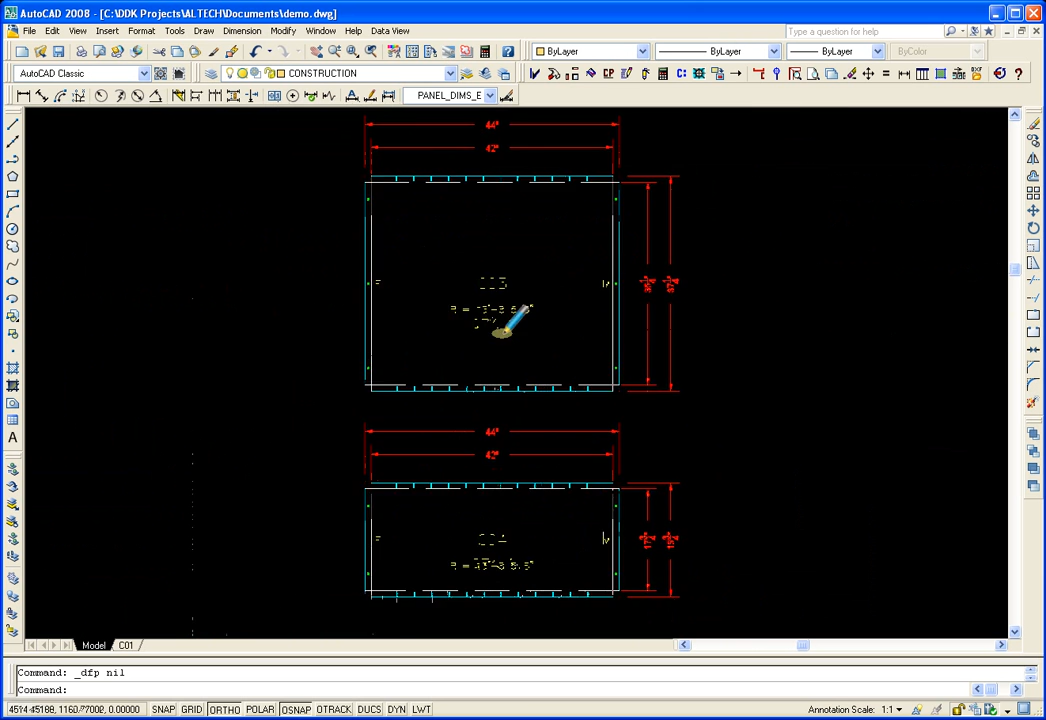 AutoCAD 2008 - [C:\DDK Projects\ALTECH\Documents\demo.dwg]
File Edit View Insert Format Tools Draw Dimension Modify Window Help Data View
Type a question for help
ByLayer ByLayer ByLayer ByColor
AutoCAD Classic CONSTRUCTION
PANEL_DIMS_E
44"
42"
44"
42"
Model C01
Command: _dfp nil
Command:
SNAP GRID ORTHO POLAR OSNAP OTRACK DUCS DYN LWT Annotation Scale: 1:1